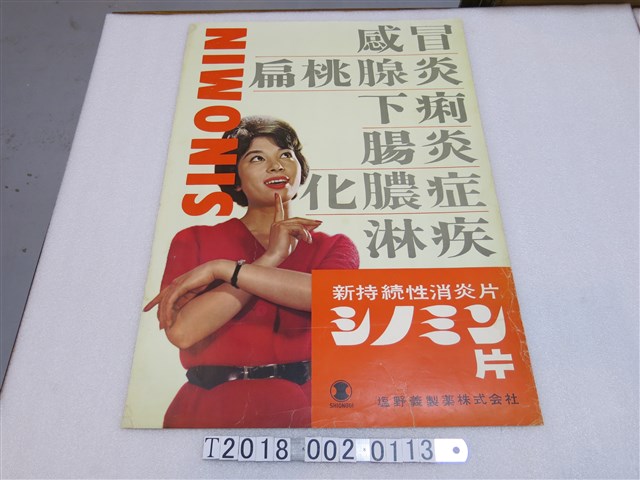 SINOMIN
感冒
扁桃腺炎
下痢
腸炎
化膿症
淋疾
新持続性消炎片
シノミン
片
SHIONOGI
塩野義製薬株式会社
T2018 002 0113